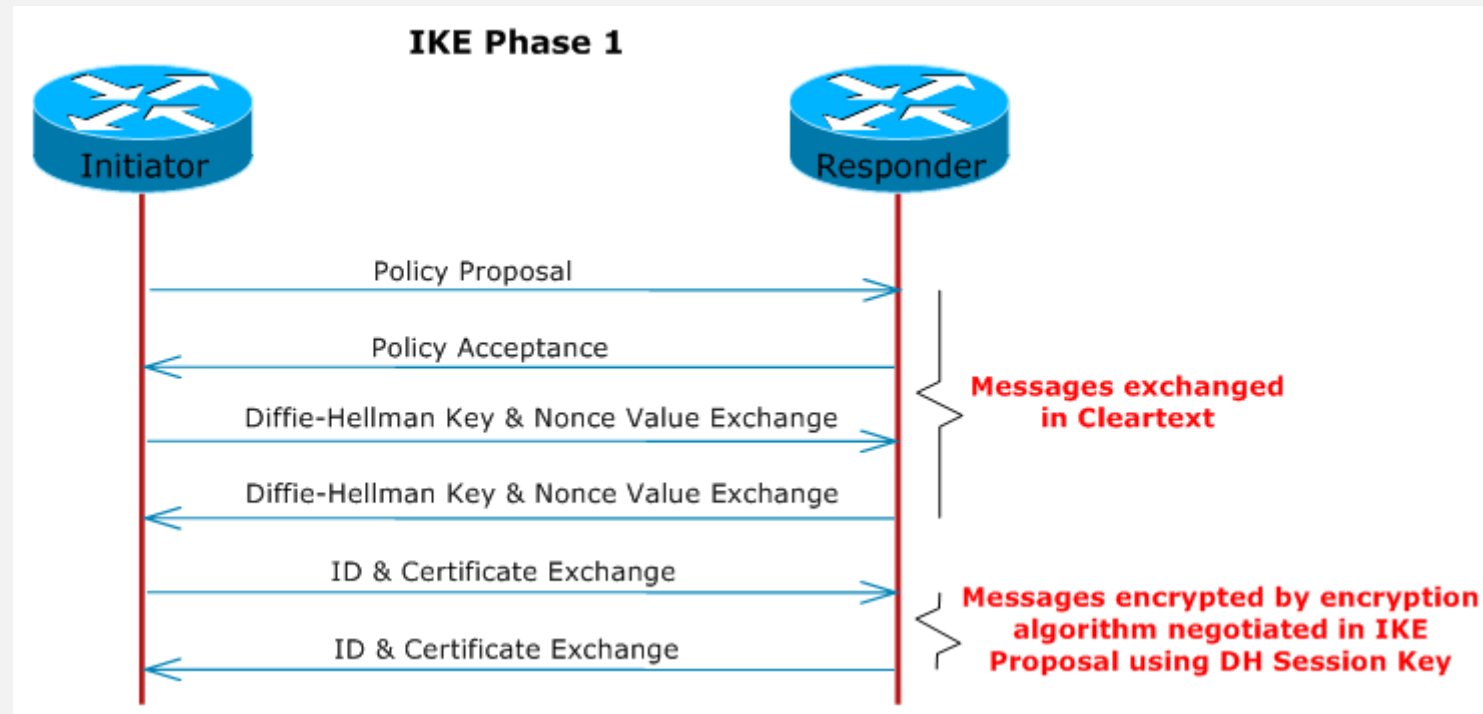 IKE Phase 1
Initiator
Responder
Policy Proposal
Policy Acceptance
Diffie-Hellman Key & Nonce Value Exchange
Diffie-Hellman Key & Nonce Value Exchange
Messages exchanged
in Cleartext
ID & Certificate Exchange
ID & Certificate Exchange
Messages encrypted by encryption
algorithm negotiated in IKE
Proposal using DH Session Key